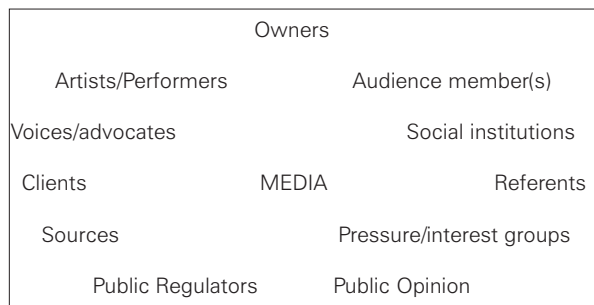 Owners
Artists/Performers Audience member(s)
Voices/advocates Social institutions
Clients MEDIA Referents
Sources Pressure/interest groups
Public Regulators Public Opinion